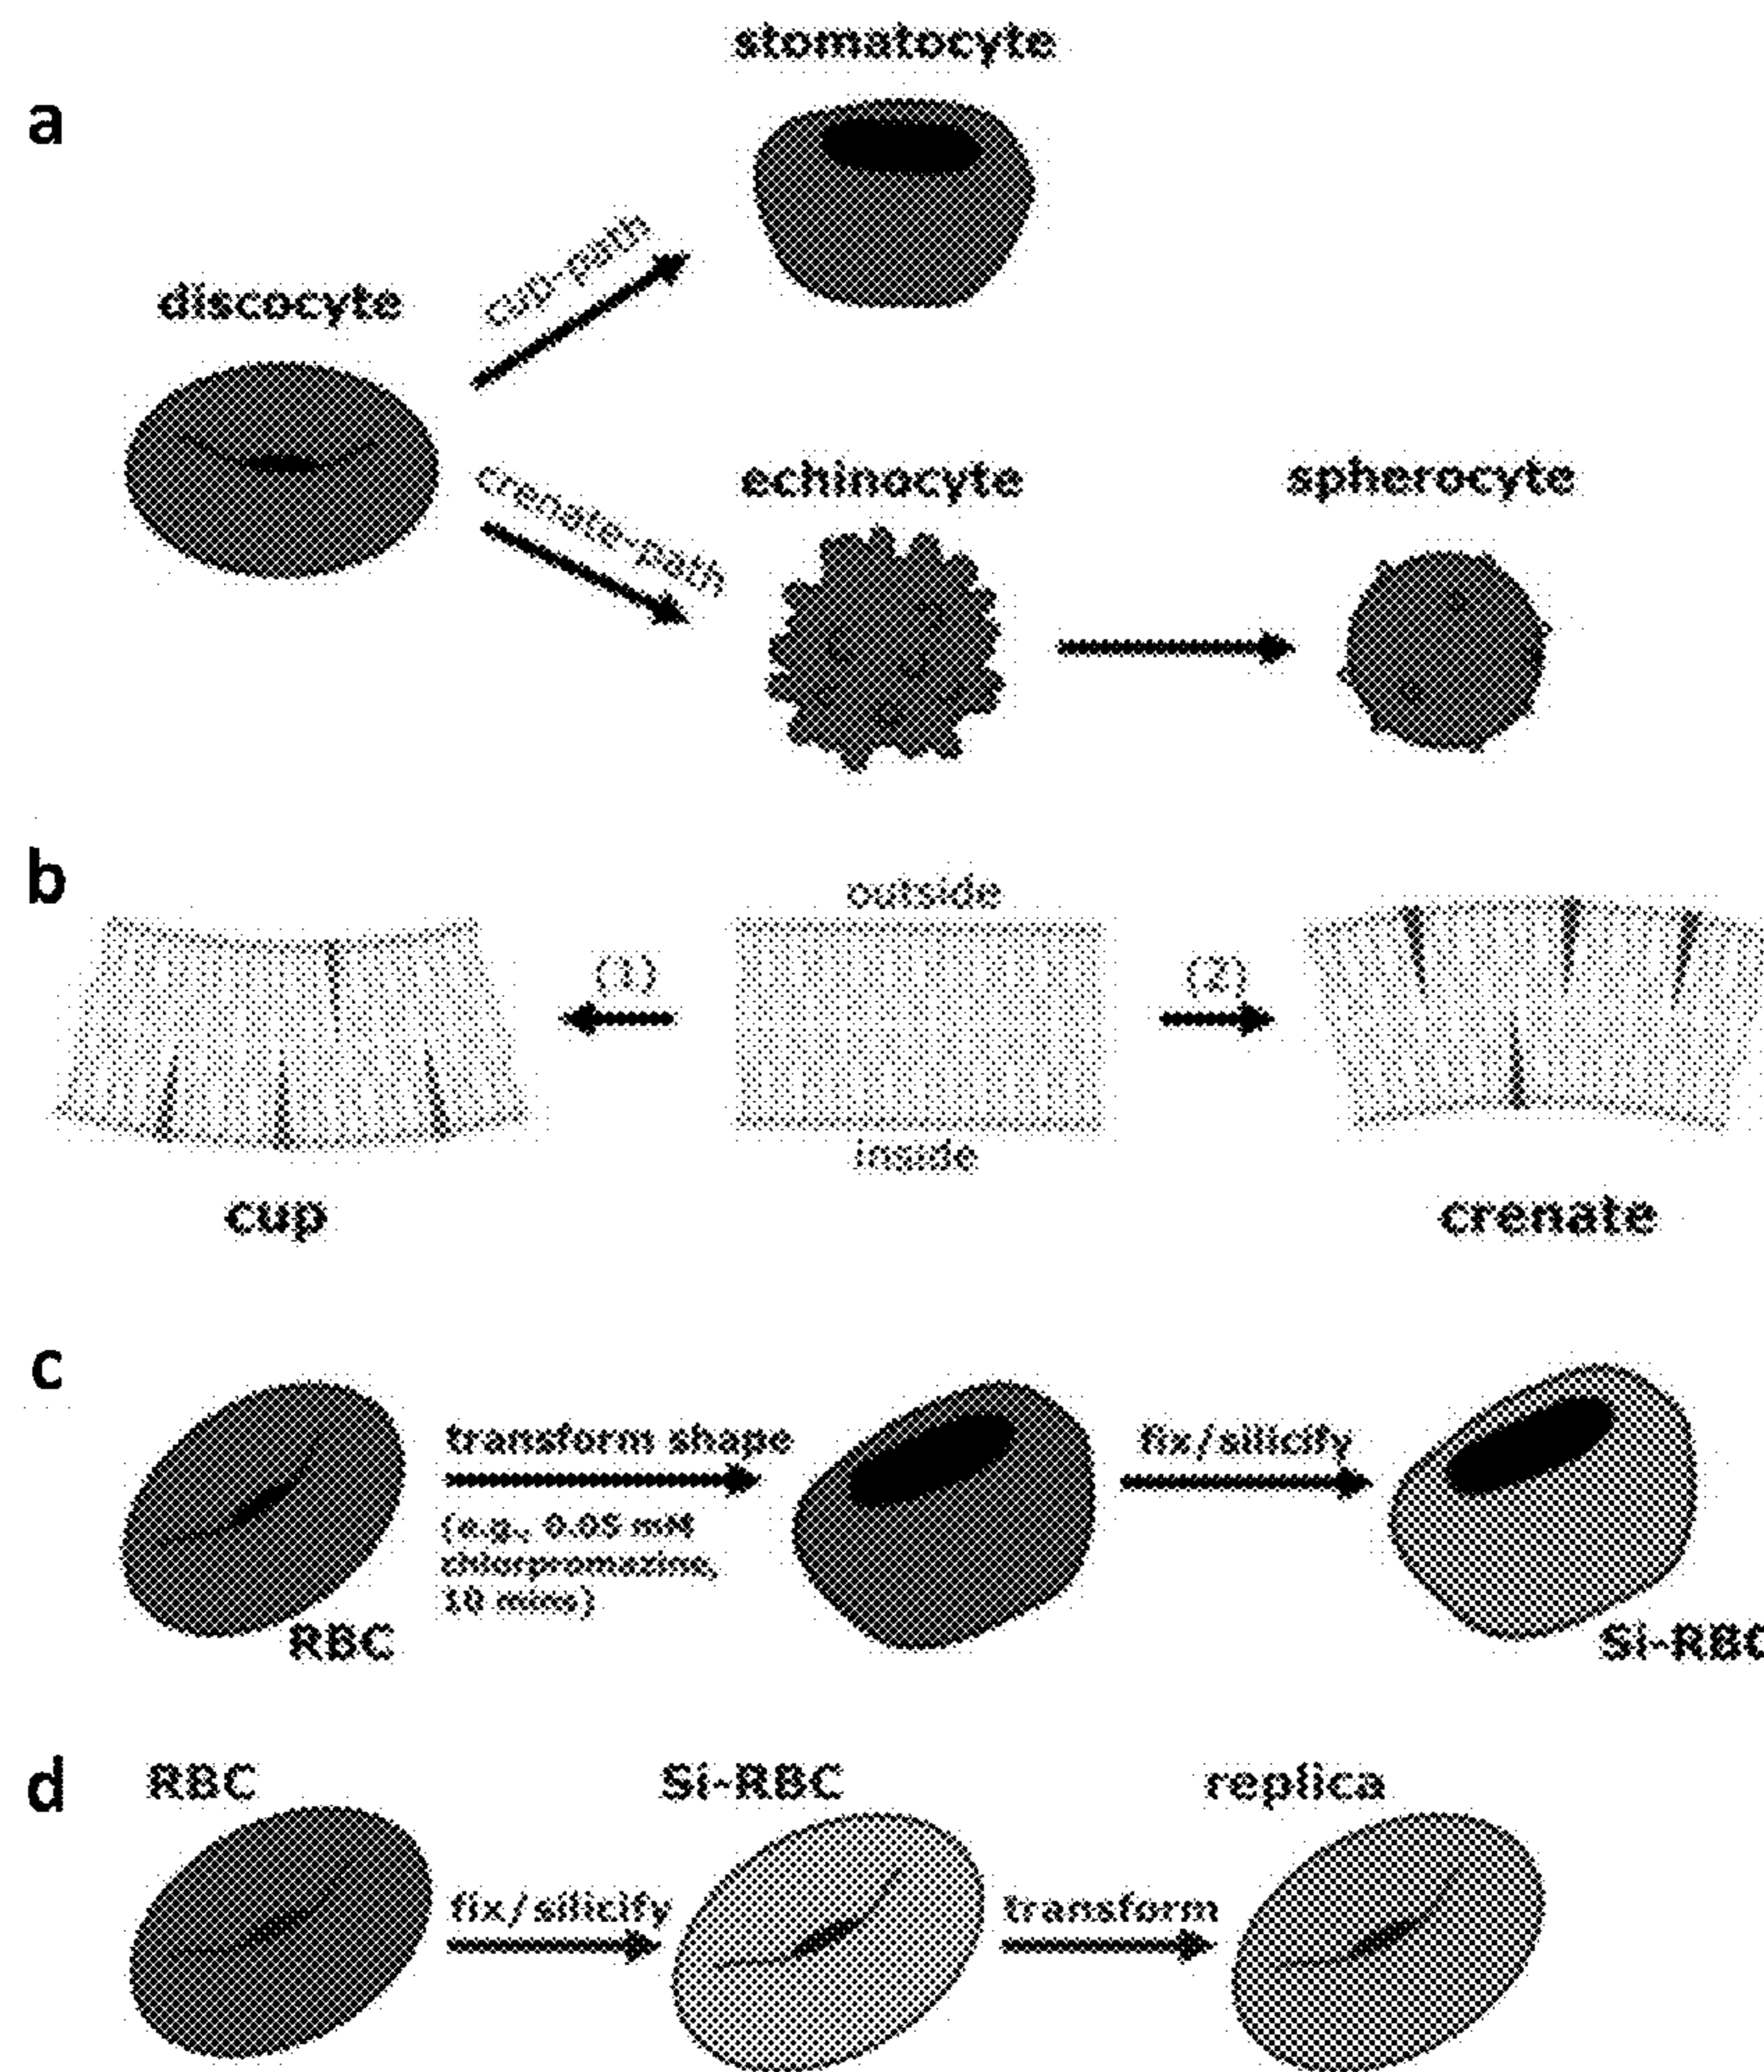 a
stomatocyte
discocyte
cup-path
crenate-path
echinocyte
spherocyte
b
outside
(1)
(2)
inside
cup
crenate
c
transform shape
(e.g., 0.05 mM
chlorpromazine,
10 mins)
fix/silicify
RBC
Si-RBC
d
RBC
Si-RBC
replica
fix/silicify
transform